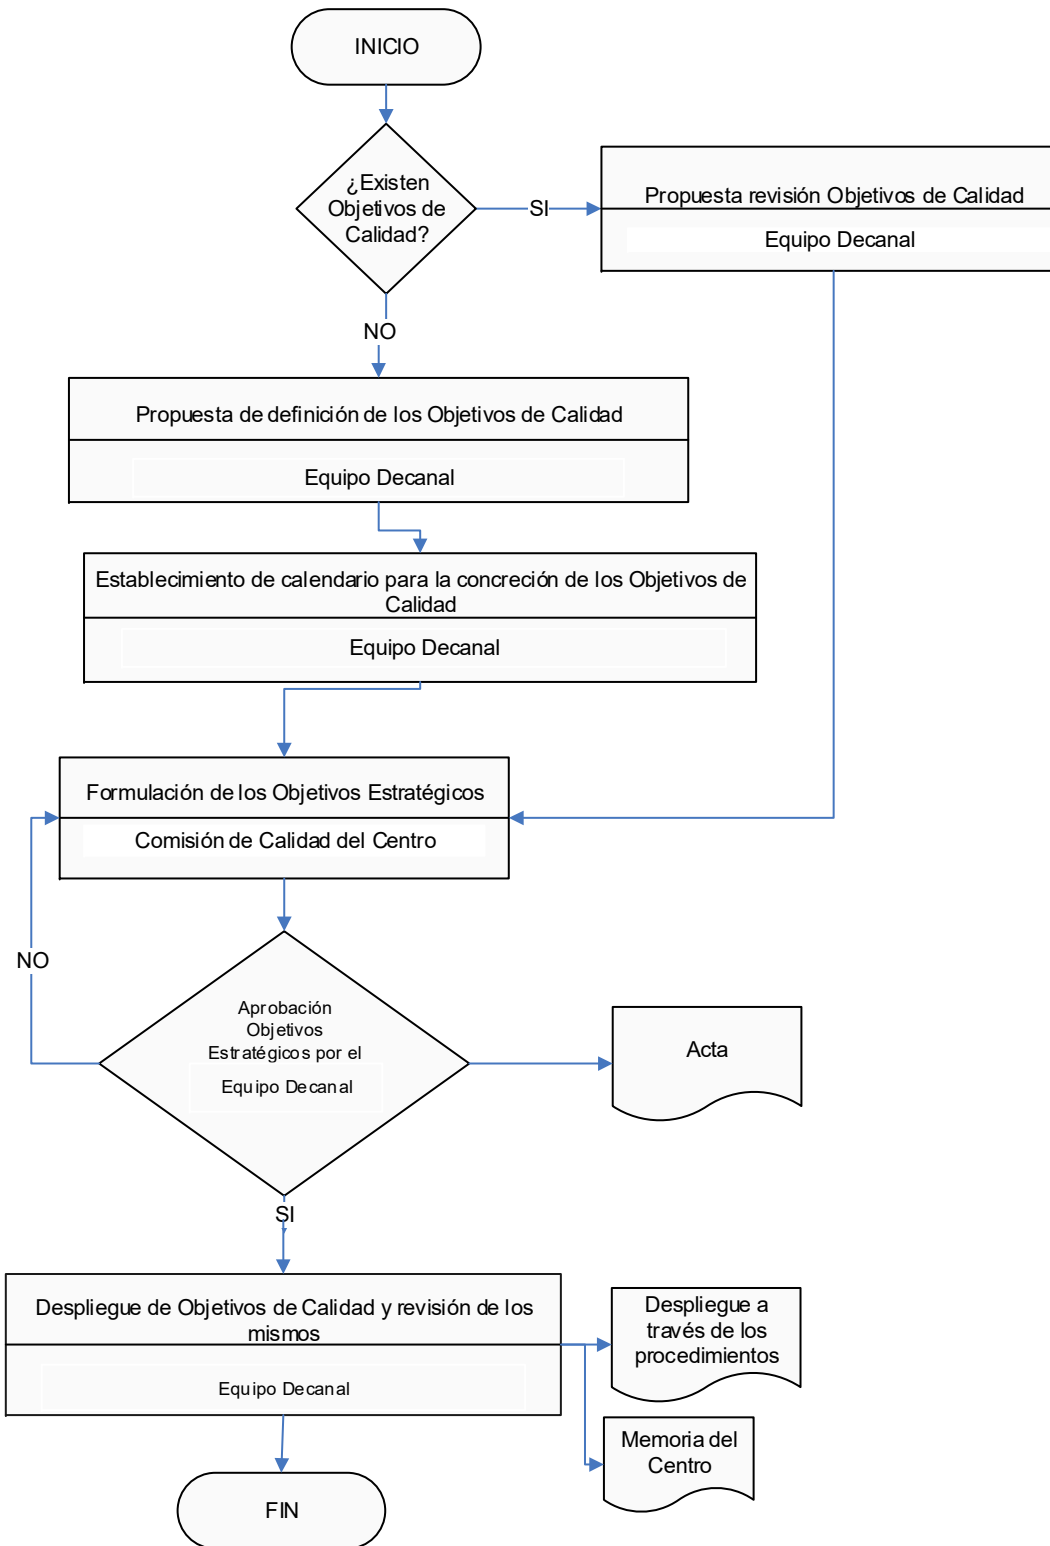 INICIO
¿Existen
Objetivos de
Calidad?
SI
Propuesta revisión Objetivos de Calidad
Equipo Decanal
NO
Propuesta de definición de los Objetivos de Calidad
Equipo Decanal
Establecimiento de calendario para la concreción de los Objetivos de
Calidad
Equipo Decanal
Formulación de los Objetivos Estratégicos
Comisión de Calidad del Centro
NO
Aprobación
Objetivos
Estratégicos por el
Equipo Decanal
Acta
SI
Despliegue de Objetivos de Calidad y revisión de los
mismos
Equipo Decanal
Despliegue a
través de los
procedimientos
Memoria del
Centro
FIN